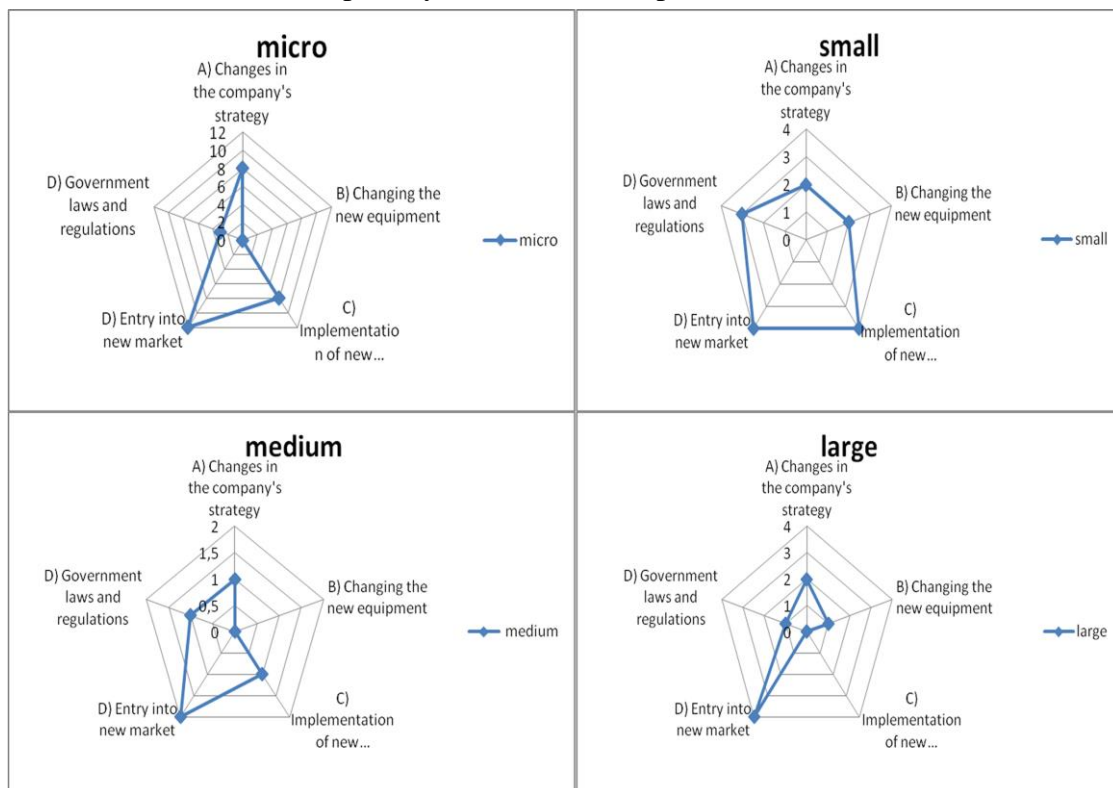 micro
A) Changes in
the company's
strategy
12
10
8
6
4
2
0
B) Changing the
new equipment
C)
Implementatio
n of new...
D) Entry into
new market
D) Government
laws and
regulations
micro
small
A) Changes in
the company's
strategy
4
3
2
1
0
B) Changing the
new equipment
C)
Implementation
of new...
D) Entry into
new market
D) Government
laws and
regulations
small
medium
A) Changes in
the company's
strategy
2
1,5
1
0,5
0
B) Changing the
new equipment
C)
Implementation
of new...
D) Entry into
new market
D) Government
laws and
regulations
medium
large
A) Changes in
the company's
strategy
4
3
2
1
0
B) Changing the
new equipment
C)
Implementation
of new...
D) Entry into
new market
D) Government
laws and
regulations
large